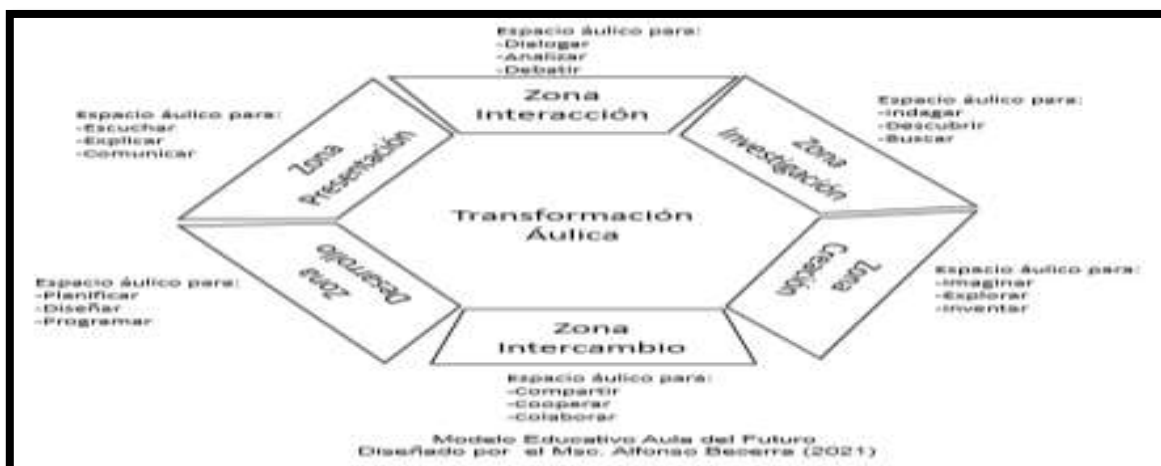 Espacio áulico para:
-Dialogar
-Analizar
-Debatir
Zona
Interacción
Espacio áulico para:
-Escuchar
-Explicar
-Comunicar
Zona
Presentación
Espacio áulico para:
-Indagar
-Descubrir
-Buscar
Zona
Investigación
Transformación
Áulica
Espacio áulico para:
-Planificar
-Diseñar
-Programar
Zona
Desarrollo
Zona
Creación
Espacio áulico para:
-Imaginar
-Explorar
-Inventar
Zona
Intercambio
Espacio áulico para:
-Compartir
-Cooperar
-Colaborar
Modelo Educativo Aula del Futuro
Diseñado por el Msc. Alfonso Becerra (2021)